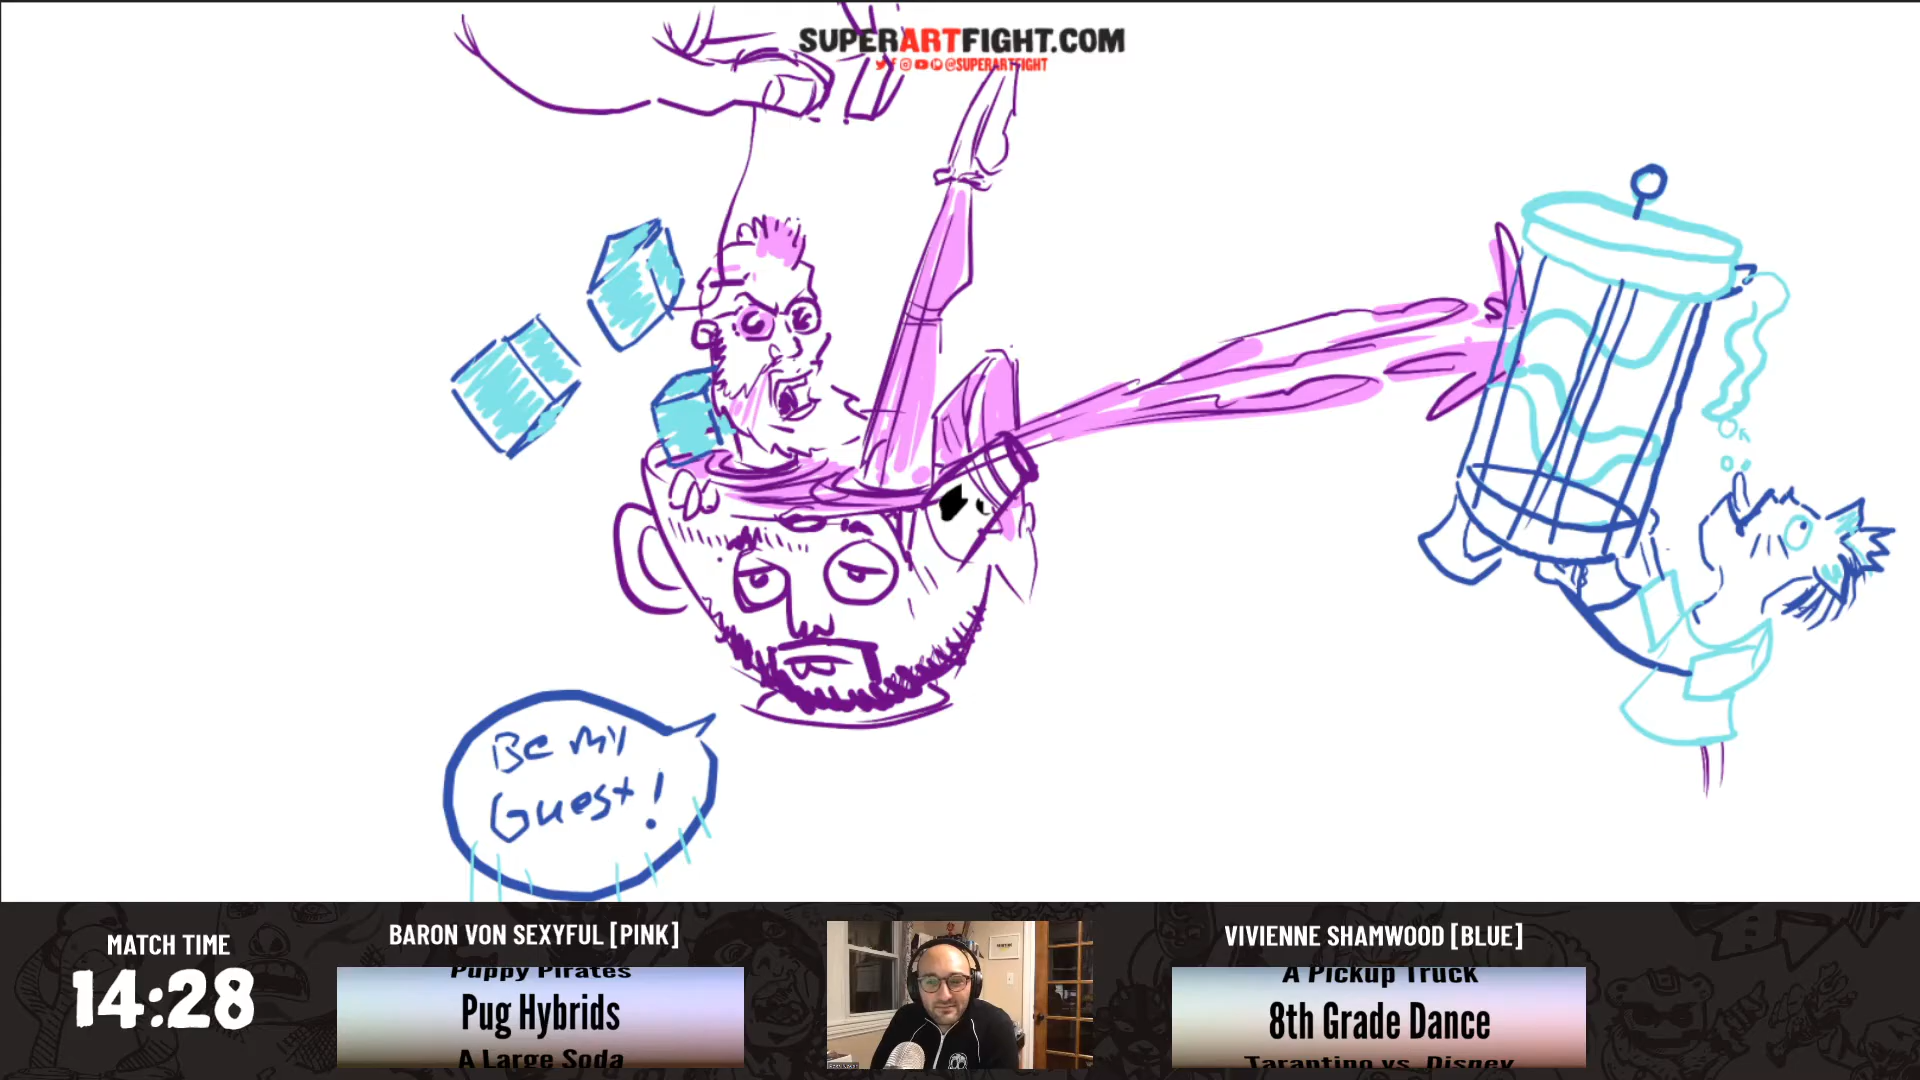 SUPERARTFIGHT.COM
@SUPERARTFIGHT
Be my
Guest!
MATCH TIME
14:28
BARON VON SEXYFUL [PINK]
Puppy Pirates
Pug Hybrids
A Large Soda
VIVIENNE SHAMWOOD [BLUE]
A Pickup Truck
8th Grade Dance
Tarantino vs. Disney